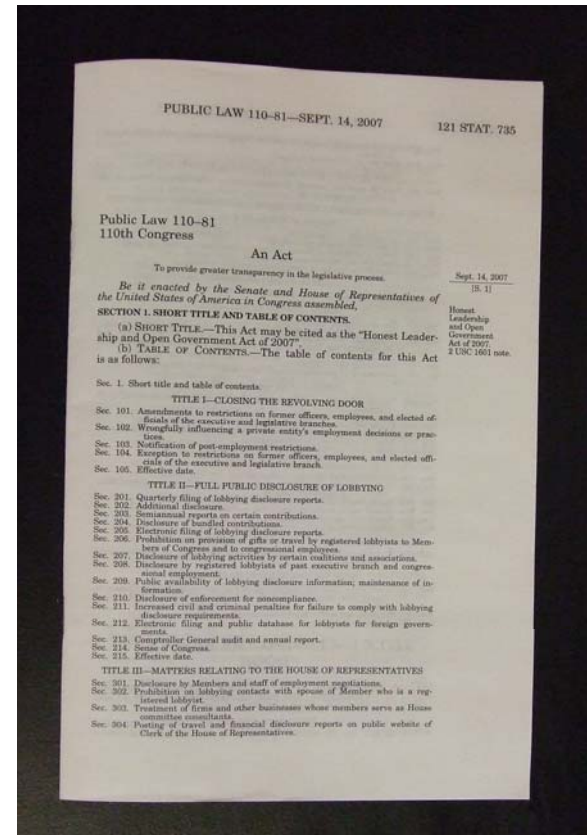 PUBLIC LAW 110–81—SEPT. 14, 2007
121 STAT. 735
Public Law 110–81
110th Congress
An Act
To provide greater transparency in the legislative process.
Sept. 14, 2007
[S. 1]
Be it enacted by the Senate and House of Representatives of
the United States of America in Congress assembled,
Honest
Leadership
and Open
Government
Act of 2007.
2 USC 1601 note.
SECTION 1. SHORT TITLE AND TABLE OF CONTENTS.
(a) SHORT TITLE.—This Act may be cited as the “Honest Leader-
ship and Open Government Act of 2007”.
(b) TABLE OF CONTENTS.—The table of contents for this Act
is as follows:
Sec. 1. Short title and table of contents.
TITLE I—CLOSING THE REVOLVING DOOR
Sec. 101. Amendments to restrictions on former officers, employees, and elected of-
ficials of the executive and legislative branches.
Sec. 102. Wrongfully influencing a private entity’s employment decisions or prac-
tices.
Sec. 103. Notification of post-employment restrictions.
Sec. 104. Exception to restrictions on former officers, employees, and elected offi-
cials of the executive and legislative branch.
Sec. 105. Effective date.
TITLE II—FULL PUBLIC DISCLOSURE OF LOBBYING
Sec. 201. Quarterly filing of lobbying disclosure reports.
Sec. 202. Additional disclosure.
Sec. 203. Semiannual reports on certain contributions.
Sec. 204. Disclosure of bundled contributions.
Sec. 205. Electronic filing of lobbying disclosure reports.
Sec. 206. Prohibition on provision of gifts or travel by registered lobbyists to Mem-
bers of Congress and to congressional employees.
Sec. 207. Disclosure of lobbying activities by certain coalitions and associations.
Sec. 208. Disclosure by registered lobbyists of past executive branch and congres-
sional employment.
Sec. 209. Public availability of lobbying disclosure information; maintenance of in-
formation.
Sec. 210. Disclosure of enforcement for noncompliance.
Sec. 211. Increased civil and criminal penalties for failure to comply with lobbying
disclosure requirements.
Sec. 212. Electronic filing and public database for lobbyists for foreign govern-
ments.
Sec. 213. Comptroller General audit and annual report.
Sec. 214. Sense of Congress.
Sec. 215. Effective date.
TITLE III—MATTERS RELATING TO THE HOUSE OF REPRESENTATIVES
Sec. 301. Disclosure by Members and staff of employment negotiations.
Sec. 302. Prohibition on lobbying contacts with spouse of Member who is a reg-
istered lobbyist.
Sec. 303. Treatment of firms and other businesses whose members serve as House
committee consultants.
Sec. 304. Posting of travel and financial disclosure reports on public website of
Clerk of the House of Representatives.